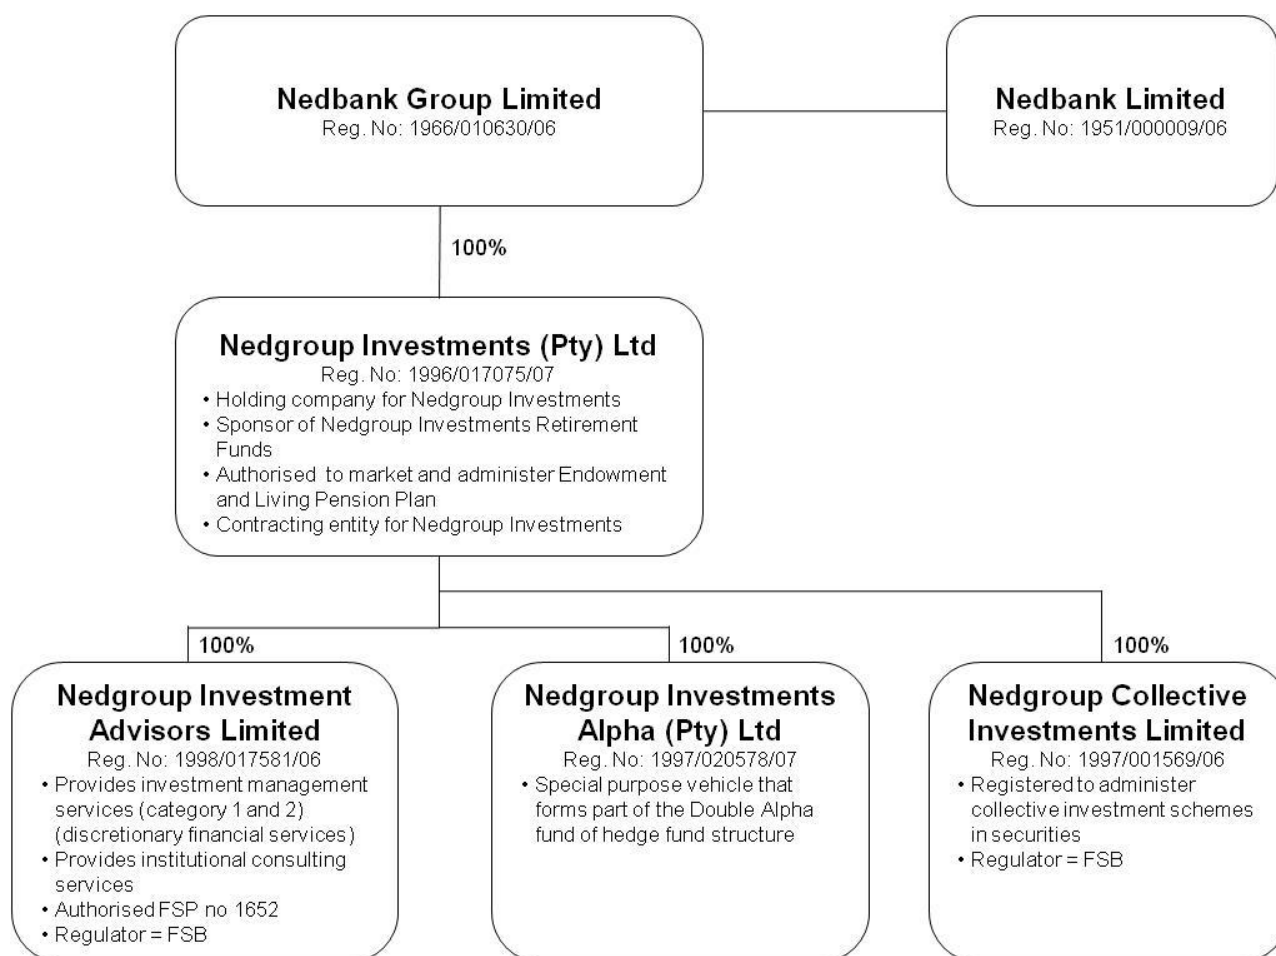 Nedbank Group Limited
Reg. No: 1966/010630/06
Nedbank Limited
Reg. No: 1951/000009/06
100%
Nedgroup Investments (Pty) Ltd
Reg. No: 1996/017075/07
• Holding company for Nedgroup Investments
• Sponsor of Nedgroup Investments Retirement
Funds
• Authorised to market and administer Endowment
and Living Pension Plan
• Contracting entity for Nedgroup Investments
100%
Nedgroup Investment
Advisors Limited
Reg. No: 1998/017581/06
• Provides investment management
services (category 1 and 2)
(discretionary financial services)
• Provides institutional consulting
services
• Authorised FSP no 1652
• Regulator = FSB
100%
Nedgroup Investments
Alpha (Pty) Ltd
Reg. No: 1997/020578/07
• Special purpose vehicle that
forms part of the Double Alpha
fund of hedge fund structure
100%
Nedgroup Collective
Investments Limited
Reg. No: 1997/001569/06
• Registered to administer
collective investment schemes
in securities
• Regulator = FSB